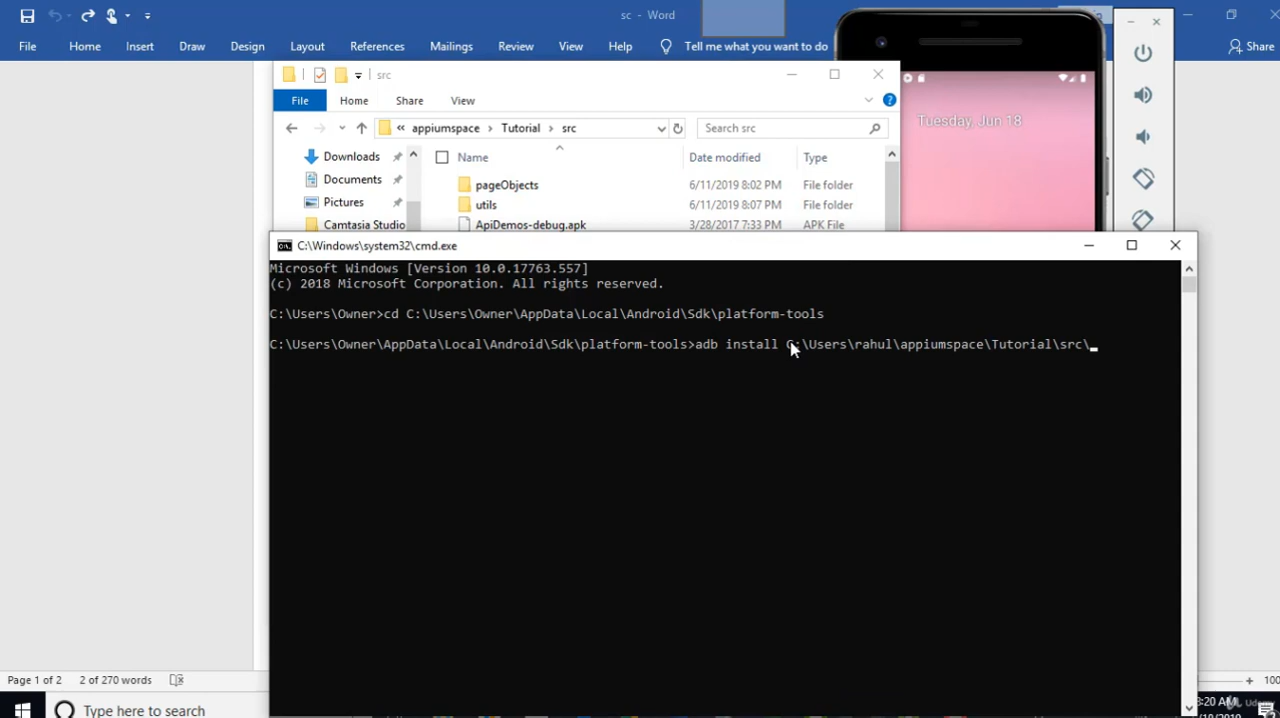 sc - Word
File Home Insert Draw Design Layout References Mailings Review View Help Tell me what you want to do Share
src
File Home Share View
« appiumspace > Tutorial > src Search src
Tuesday, Jun 18
Downloads
Documents
Pictures
Camtasia Studio
Name Date modified Type
pageObjects 6/11/2019 8:02 PM File folder
utils 6/11/2019 8:07 PM File folder
ApiDemos-debug.apk 3/28/2017 7:33 PM APK File
C:\Windows\system32\cmd.exe
Microsoft Windows [Version 10.0.17763.557]
(c) 2018 Microsoft Corporation. All rights reserved.
C:\Users\Owner>cd C:\Users\Owner\AppData\Local\Android\Sdk\platform-tools
C:\Users\Owner\AppData\Local\Android\Sdk\platform-tools>adb install C:\Users\rahul\appiumspace\Tutorial\src\
Page 1 of 2 2 of 270 words 100
Type here to search
:20 AM